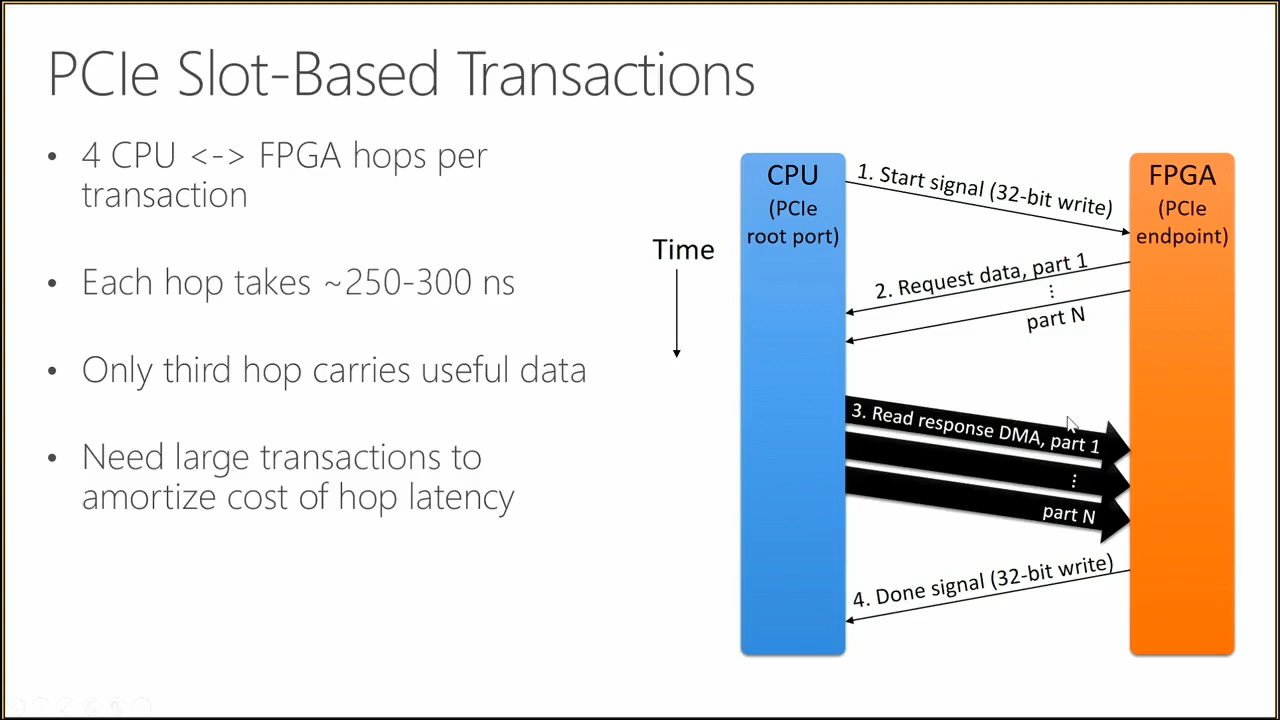 PCIe Slot-Based Transactions
• 4 CPU <-> FPGA hops per
transaction
• Each hop takes ~250-300 ns
• Only third hop carries useful data
• Need large transactions to
amortize cost of hop latency
Time
CPU
(PCIe
root port)
1. Start signal (32-bit write)
2. Request data, part 1
⋮
part N
3. Read response DMA, part 1
⋮
part N
4. Done signal (32-bit write)
FPGA
(PCIe
endpoint)